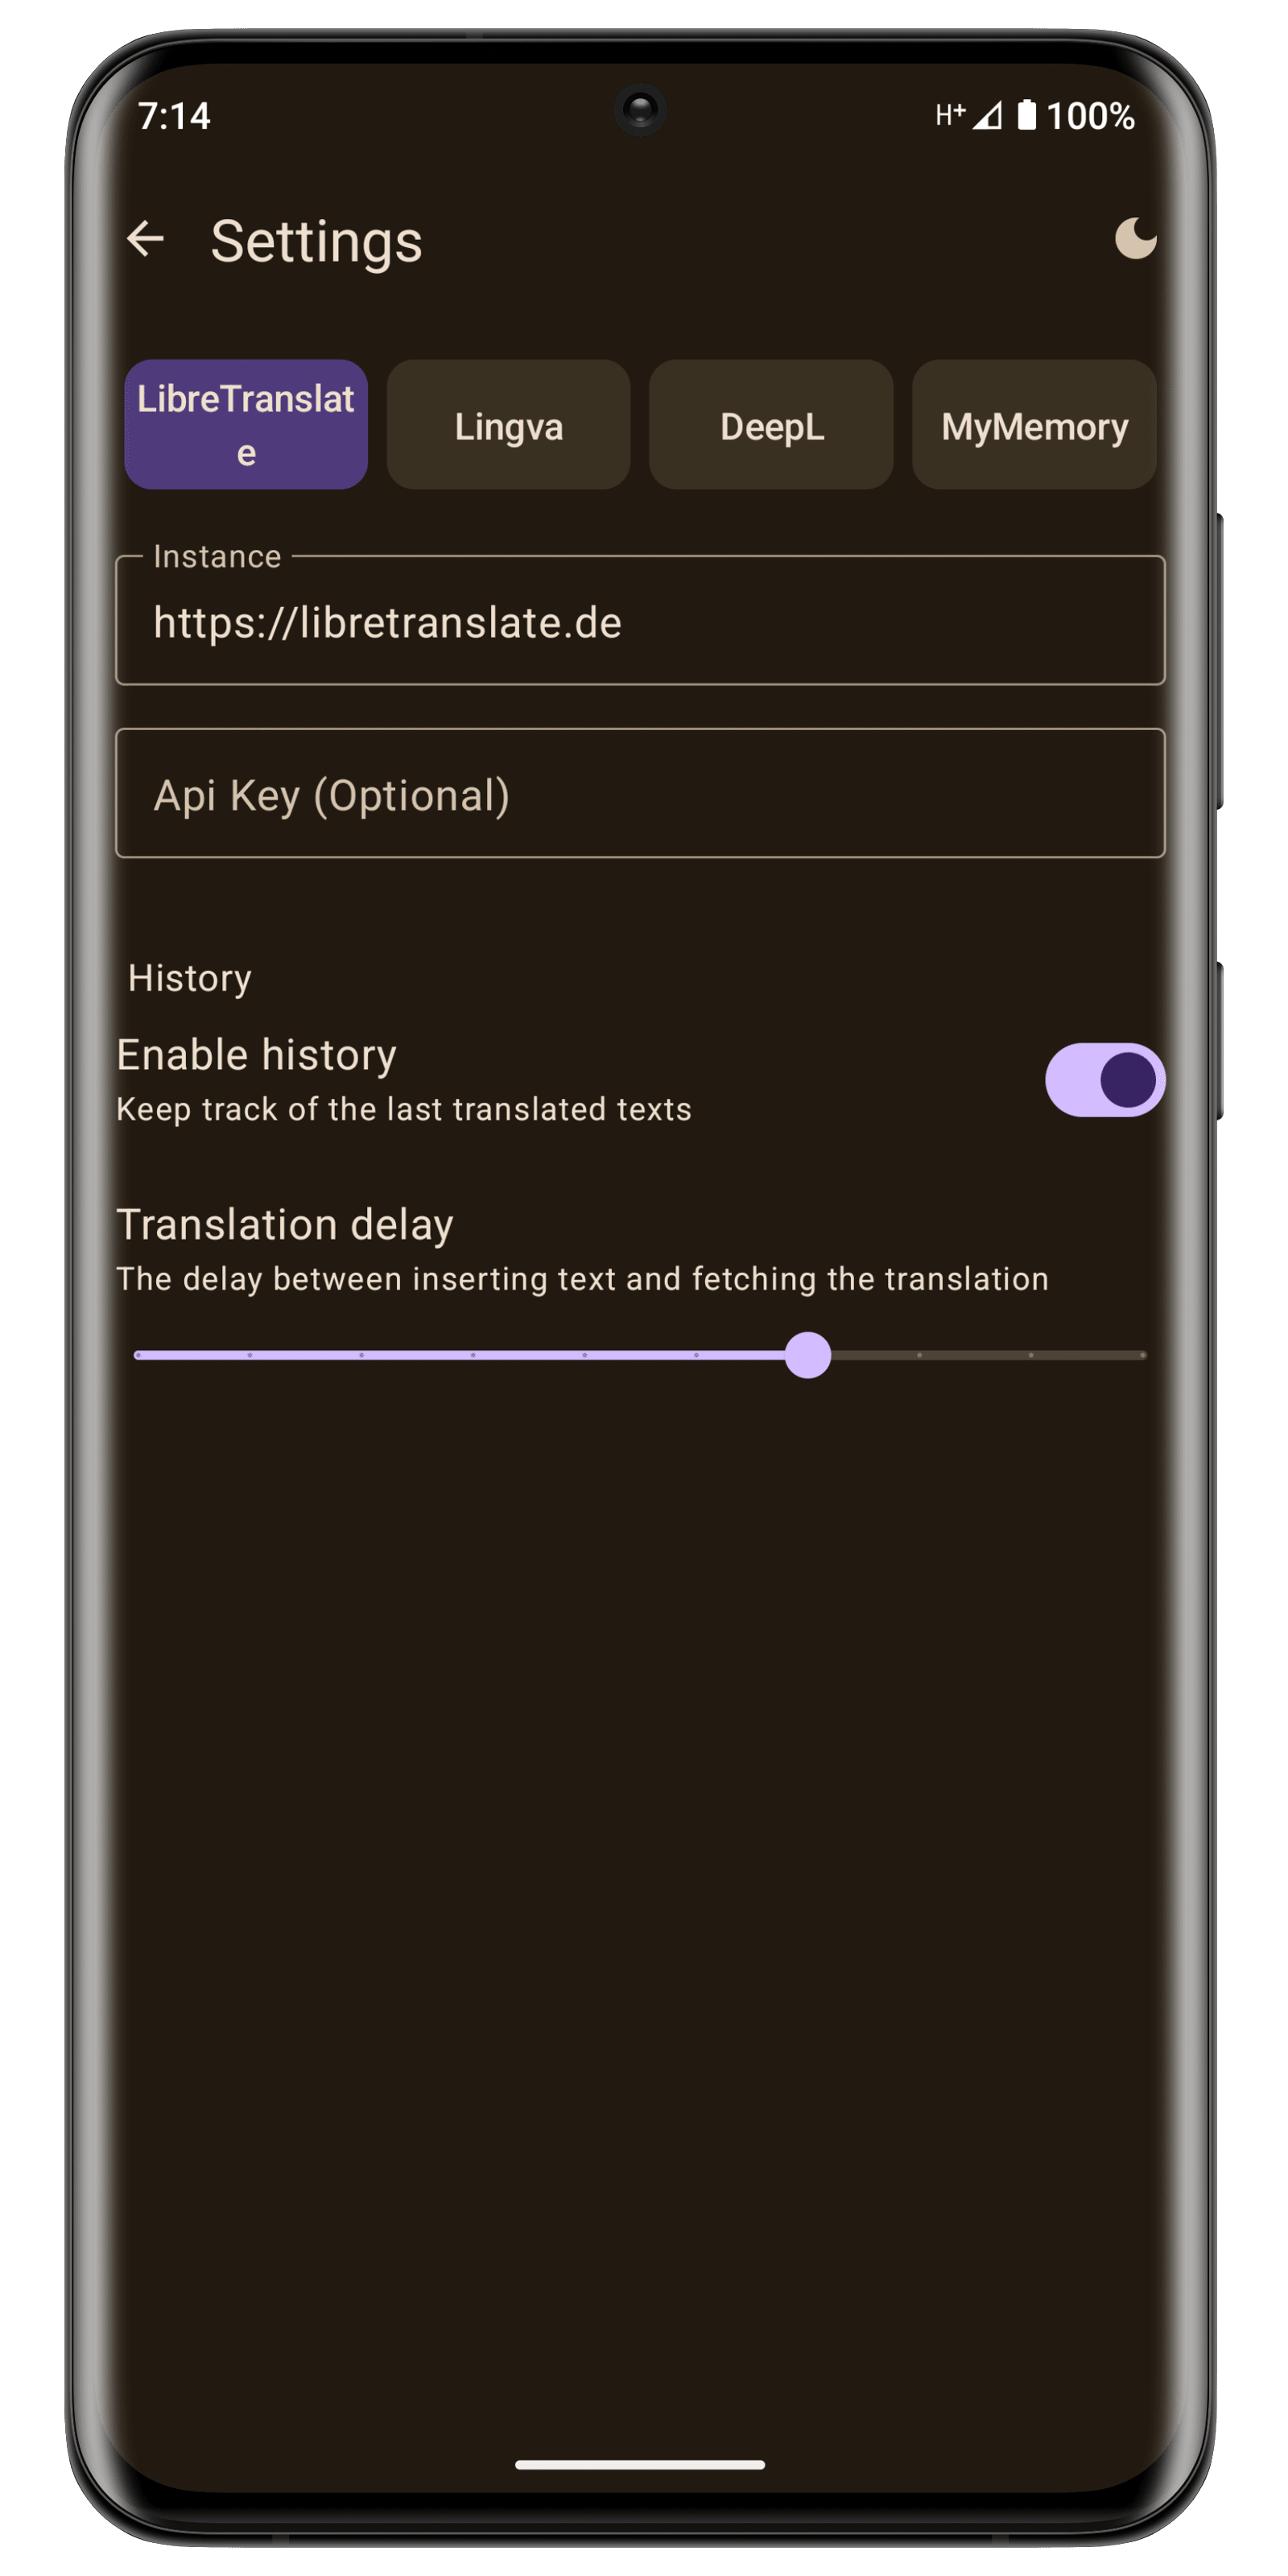 7:14
H+ 100%
Settings
LibreTranslat
e
Lingva
DeepL
MyMemory
Instance
https://libretranslate.de
Api Key (Optional)
History
Enable history
Keep track of the last translated texts
Translation delay
The delay between inserting text and fetching the translation